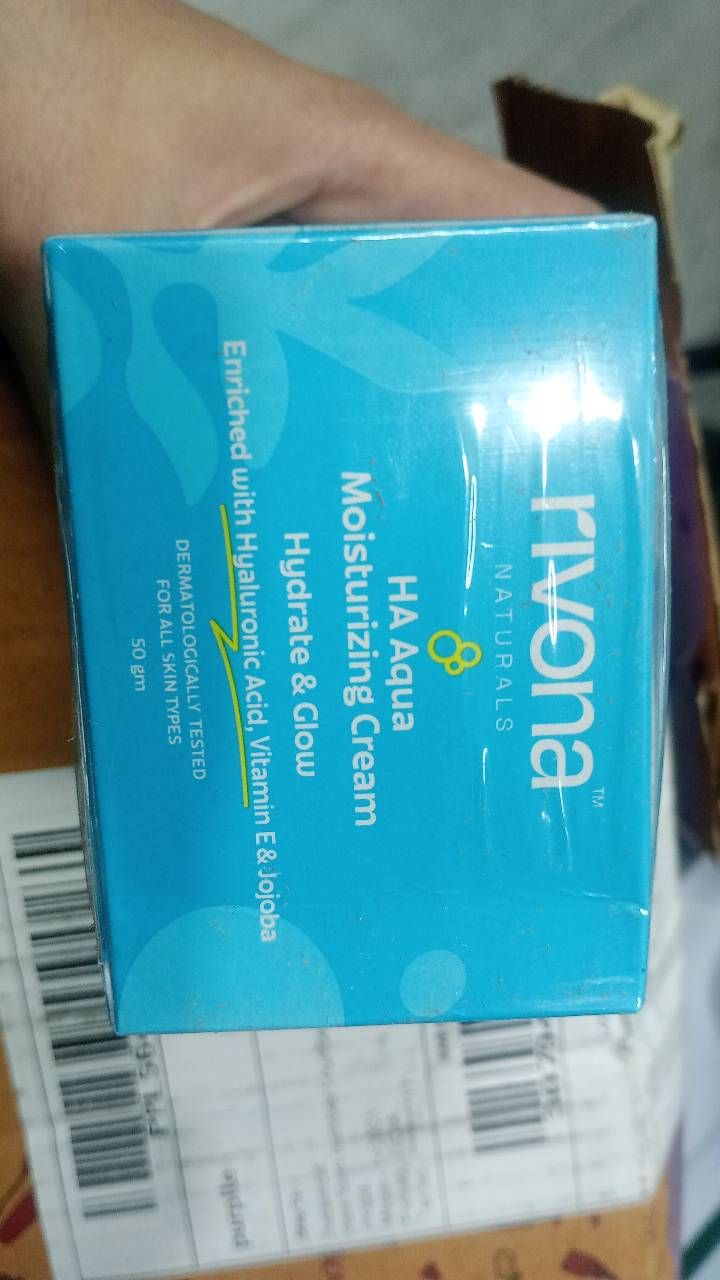 rivona™
NATURALS
HA Aqua
Moisturizing Cream
Hydrate & Glow
Enriched with Hyaluronic Acid, Vitamin E & Jojoba
DERMATOLOGICALLY TESTED
FOR ALL SKIN TYPES
50 gm
purplle